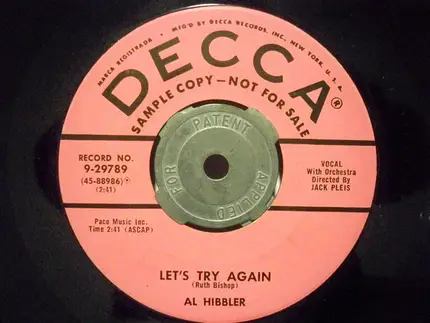 MARCA REGISTRADA • MFG'D BY DECCA RECORDS, INC., NEW YORK, U. S. A.
DECCA®
SAMPLE COPY—NOT FOR SALE
RECORD NO.
9-29789
(45-88986)
(2:41)
VOCAL
With Orchestra
Directed By
JACK PLEIS
PATENT
APPLIED
FOR
Pace Music Inc.
Time 2:41 (ASCAP)
LET'S TRY AGAIN
(Ruth Bishop)
AL HIBBLER